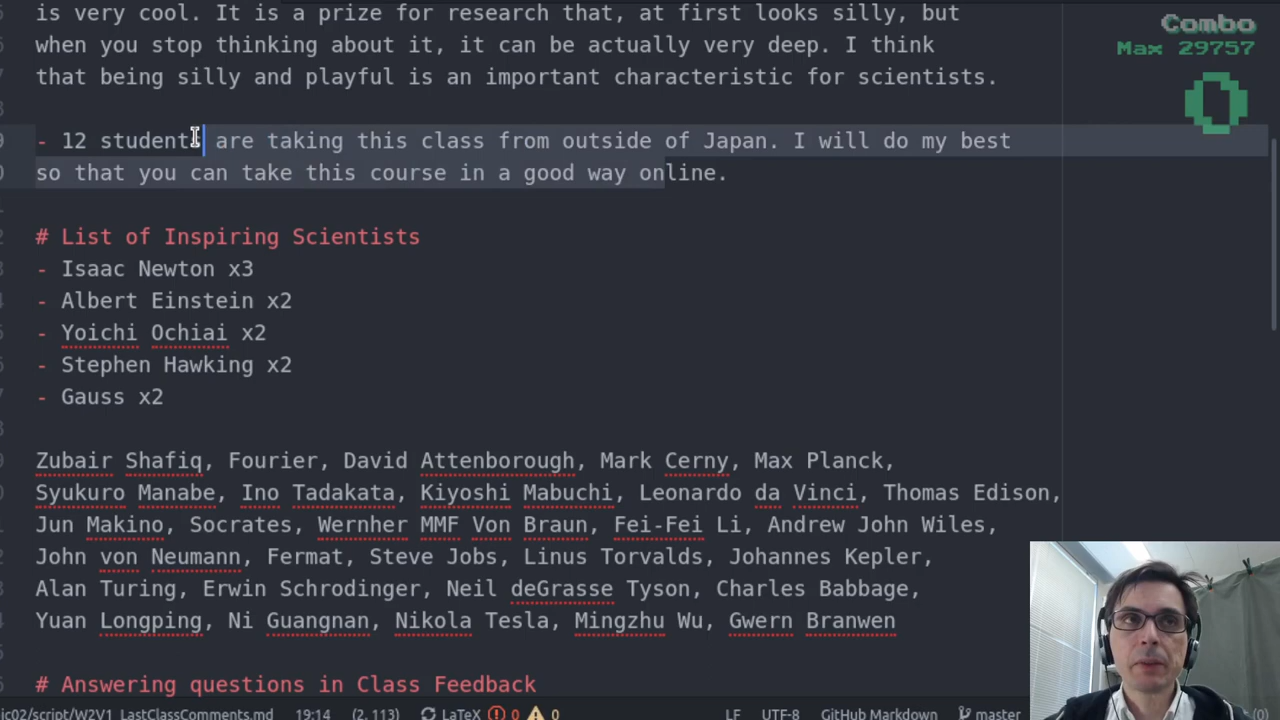 is very cool. It is a prize for research that, at first looks silly, but
Combo
when you stop thinking about it, it can be actually very deep. I think
Max 29757
that being silly and playful is an important characteristic for scientists.
0
- 12 students are taking this class from outside of Japan. I will do my best
so that you can take this course in a good way online.
# List of Inspiring Scientists
- Isaac Newton x3
- Albert Einstein x2
- Yoichi Ochiai x2
- Stephen Hawking x2
- Gauss x2
Zubair Shafiq, Fourier, David Attenborough, Mark Cerny, Max Planck,
Syukuro Manabe, Ino Tadakata, Kiyoshi Mabuchi, Leonardo da Vinci, Thomas Edison,
Jun Makino, Socrates, Wernher MMF Von Braun, Fei-Fei Li, Andrew John Wiles,
John von Neumann, Fermat, Steve Jobs, Linus Torvalds, Johannes Kepler,
Alan Turing, Erwin Schrodinger, Neil deGrasse Tyson, Charles Babbage,
Yuan Longping, Ni Guangnan, Nikola Tesla, Mingzhu Wu, Gwern Branwen
# Answering questions in Class Feedback
ic02/script/W2V1_LastClassComments.md 19:14 (2, 113) LaTeX 0 0 LF UTF-8 GitHub Markdown master (0)